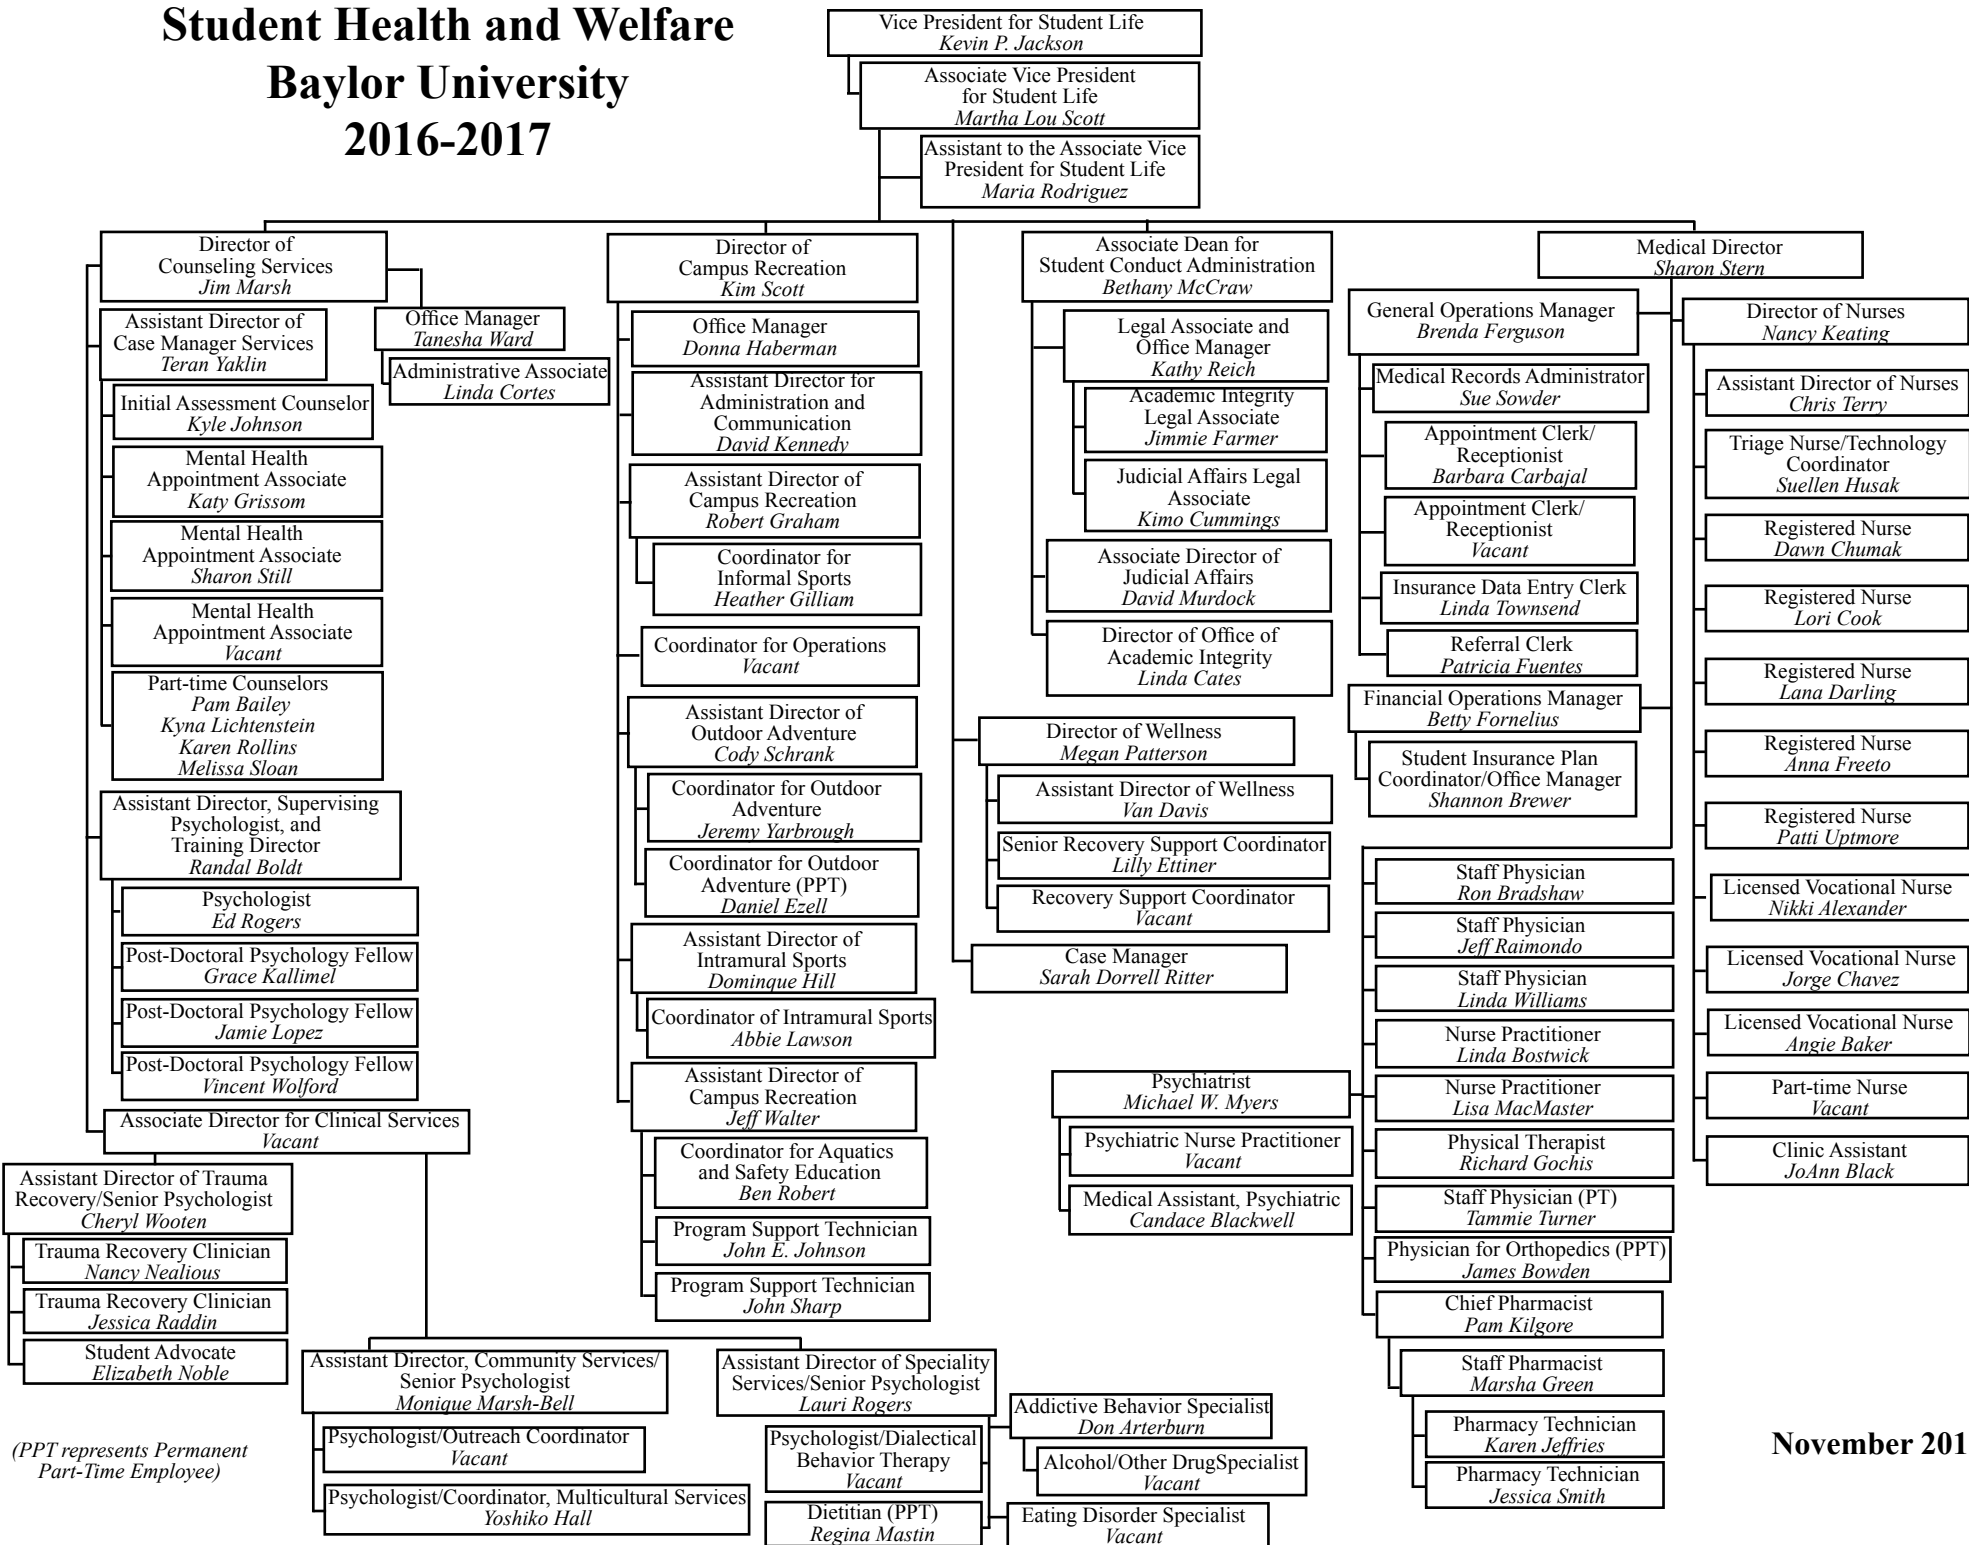 Student Health and Welfare
Baylor University
2016-2017
Vice President for Student Life
Kevin P. Jackson
Associate Vice President
for Student Life
Martha Lou Scott
Assistant to the Associate Vice
President for Student Life
Maria Rodriguez
Director of
Counseling Services
Jim Marsh
Office Manager
Tanesha Ward
Administrative Associate
Linda Cortes
Assistant Director of
Case Manager Services
Teran Yaklin
Initial Assessment Counselor
Kyle Johnson
Mental Health
Appointment Associate
Katy Grissom
Mental Health
Appointment Associate
Sharon Still
Mental Health
Appointment Associate
Vacant
Part-time Counselors
Pam Bailey
Kyna Lichtenstein
Karen Rollins
Melissa Sloan
Assistant Director, Supervising
Psychologist, and
Training Director
Randal Boldt
Psychologist
Ed Rogers
Post-Doctoral Psychology Fellow
Grace Kallimel
Post-Doctoral Psychology Fellow
Jamie Lopez
Post-Doctoral Psychology Fellow
Vincent Wolford
Associate Director for Clinical Services
Vacant
Assistant Director of Trauma
Recovery/Senior Psychologist
Cheryl Wooten
Trauma Recovery Clinician
Nancy Nealious
Trauma Recovery Clinician
Jessica Raddin
Student Advocate
Elizabeth Noble
Assistant Director, Community Services/
Senior Psychologist
Monique Marsh-Bell
Psychologist/Outreach Coordinator
Vacant
Psychologist/Coordinator, Multicultural Services
Yoshiko Hall
Assistant Director of Speciality
Services/Senior Psychologist
Lauri Rogers
Psychologist/Dialectical
Behavior Therapy
Vacant
Dietitian (PPT)
Regina Mastin
Addictive Behavior Specialist
Don Arterburn
Alcohol/Other DrugSpecialist
Vacant
Eating Disorder Specialist
Vacant
Director of
Campus Recreation
Kim Scott
Office Manager
Donna Haberman
Assistant Director for
Administration and
Communication
David Kennedy
Assistant Director of
Campus Recreation
Robert Graham
Coordinator for
Informal Sports
Heather Gilliam
Coordinator for Operations
Vacant
Assistant Director of
Outdoor Adventure
Cody Schrank
Coordinator for Outdoor
Adventure
Jeremy Yarbrough
Coordinator for Outdoor
Adventure (PPT)
Daniel Ezell
Assistant Director of
Intramural Sports
Dominque Hill
Coordinator of Intramural Sports
Abbie Lawson
Assistant Director of
Campus Recreation
Jeff Walter
Coordinator for Aquatics
and Safety Education
Ben Robert
Program Support Technician
John E. Johnson
Program Support Technician
John Sharp
Associate Dean for
Student Conduct Administration
Bethany McCraw
Legal Associate and
Office Manager
Kathy Reich
Academic Integrity
Legal Associate
Jimmie Farmer
Judicial Affairs Legal
Associate
Kimo Cummings
Associate Director of
Judicial Affairs
David Murdock
Director of Office of
Academic Integrity
Linda Cates
Director of Wellness
Megan Patterson
Assistant Director of Wellness
Van Davis
Senior Recovery Support Coordinator
Lilly Ettiner
Recovery Support Coordinator
Vacant
Case Manager
Sarah Dorrell Ritter
Medical Director
Sharon Stern
General Operations Manager
Brenda Ferguson
Medical Records Administrator
Sue Sowder
Appointment Clerk/
Receptionist
Barbara Carbajal
Appointment Clerk/
Receptionist
Vacant
Insurance Data Entry Clerk
Linda Townsend
Referral Clerk
Patricia Fuentes
Financial Operations Manager
Betty Fornelius
Student Insurance Plan
Coordinator/Office Manager
Shannon Brewer
Staff Physician
Ron Bradshaw
Staff Physician
Jeff Raimondo
Staff Physician
Linda Williams
Nurse Practitioner
Linda Bostwick
Nurse Practitioner
Lisa MacMaster
Physical Therapist
Richard Gochis
Staff Physician (PT)
Tammie Turner
Physician for Orthopedics (PPT)
James Bowden
Chief Pharmacist
Pam Kilgore
Staff Pharmacist
Marsha Green
Pharmacy Technician
Karen Jeffries
Pharmacy Technician
Jessica Smith
Psychiatrist
Michael W. Myers
Psychiatric Nurse Practitioner
Vacant
Medical Assistant, Psychiatric
Candace Blackwell
Director of Nurses
Nancy Keating
Assistant Director of Nurses
Chris Terry
Triage Nurse/Technology
Coordinator
Suellen Husak
Registered Nurse
Dawn Chumak
Registered Nurse
Lori Cook
Registered Nurse
Lana Darling
Registered Nurse
Anna Freeto
Registered Nurse
Patti Uptmore
Licensed Vocational Nurse
Nikki Alexander
Licensed Vocational Nurse
Jorge Chavez
Licensed Vocational Nurse
Angie Baker
Part-time Nurse
Vacant
Clinic Assistant
JoAnn Black
(PPT represents Permanent
Part-Time Employee)
November 201